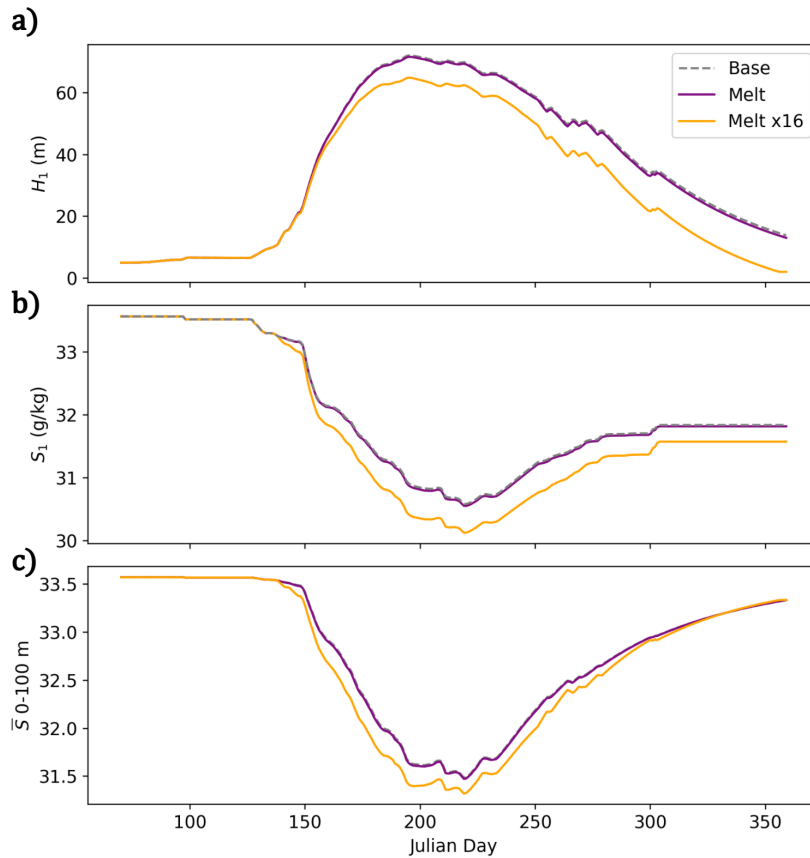 a)
60
40
20
0
H₁ (m)
Base
Melt
Melt x16
b)
33
32
31
30
S₁ (g/kg)
c)
33.5
33.0
32.5
32.0
31.5
S̅ 0-100 m
100 150 200 250 300 350
Julian Day